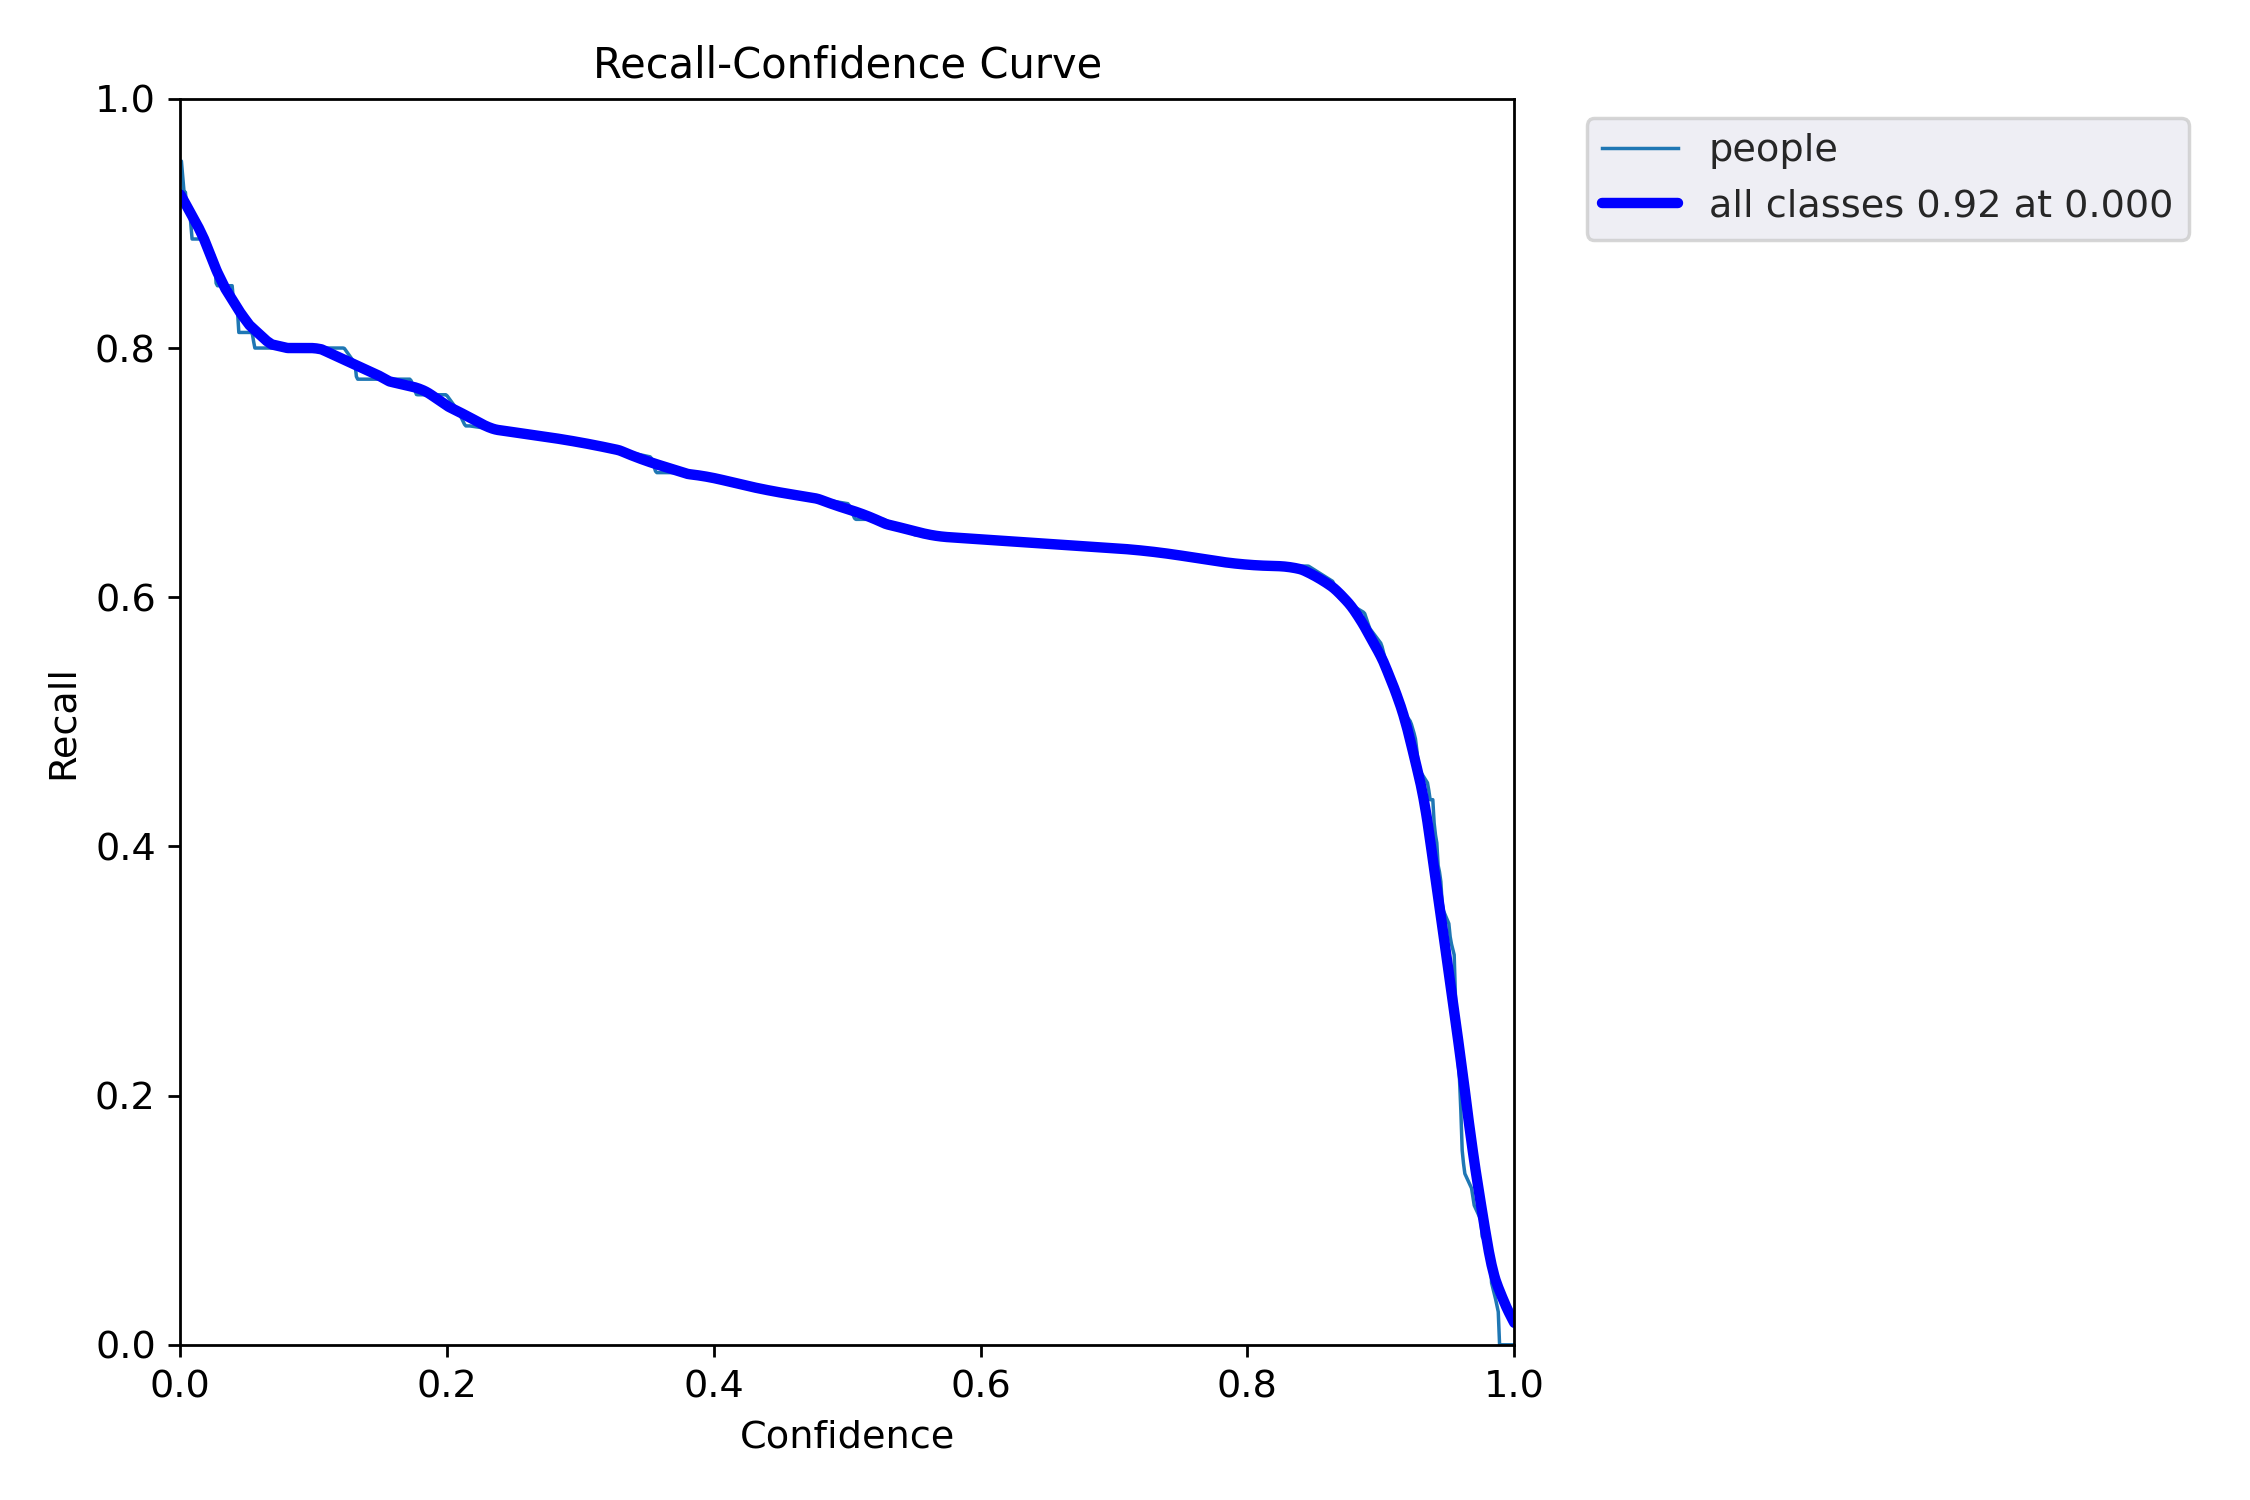 Recall-Confidence Curve
people
all classes 0.92 at 0.000
1.0
0.8
0.6
0.4
0.2
0.0
Recall
0.0 0.2 0.4 0.6 0.8 1.0
Confidence